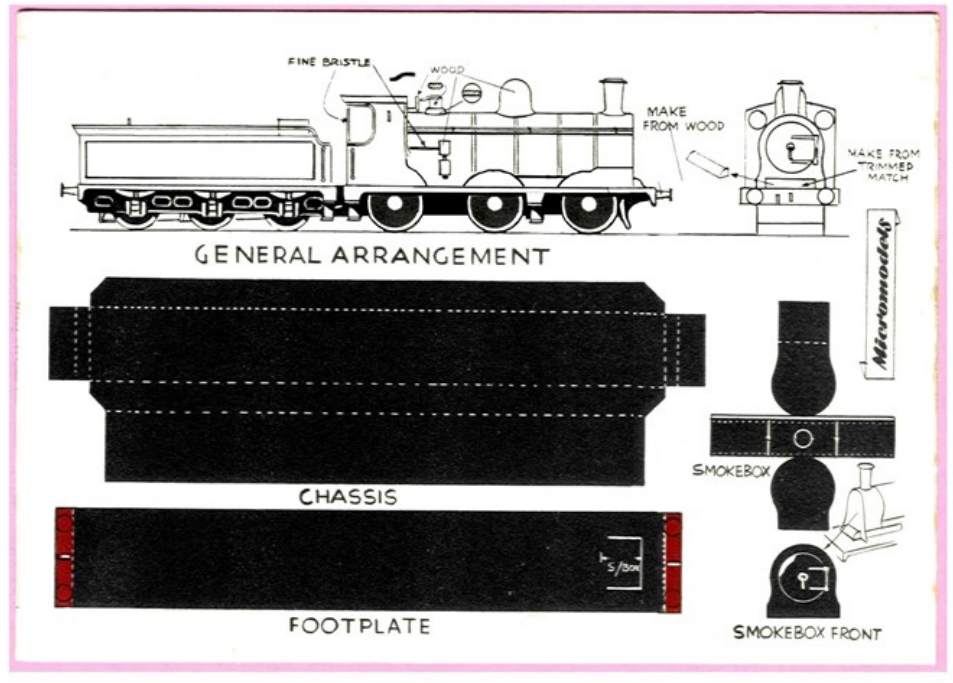 FINE BRISTLE
WOOD
MAKE
FROM WOOD
MAKE FROM
TRIMMED
MATCH
GENERAL ARRANGEMENT
Micromodels
SMOKEBOX
CHASSIS
S/BOX
FOOTPLATE
SMOKEBOX FRONT